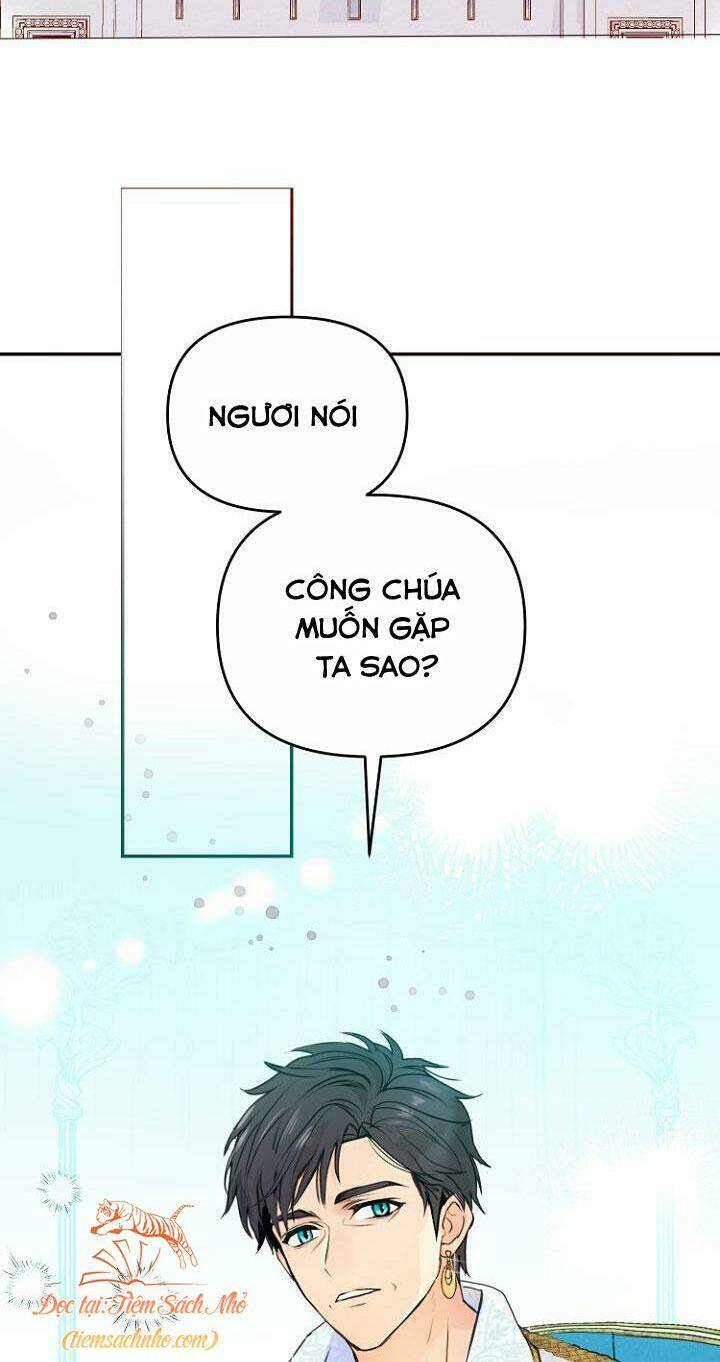 NGƯƠI NÓI
CÔNG CHÚA
MUỐN GẶP
TA SAO?
Đọc tại: Tiệm Sách Nhỏ
(tiemsachnho.com)